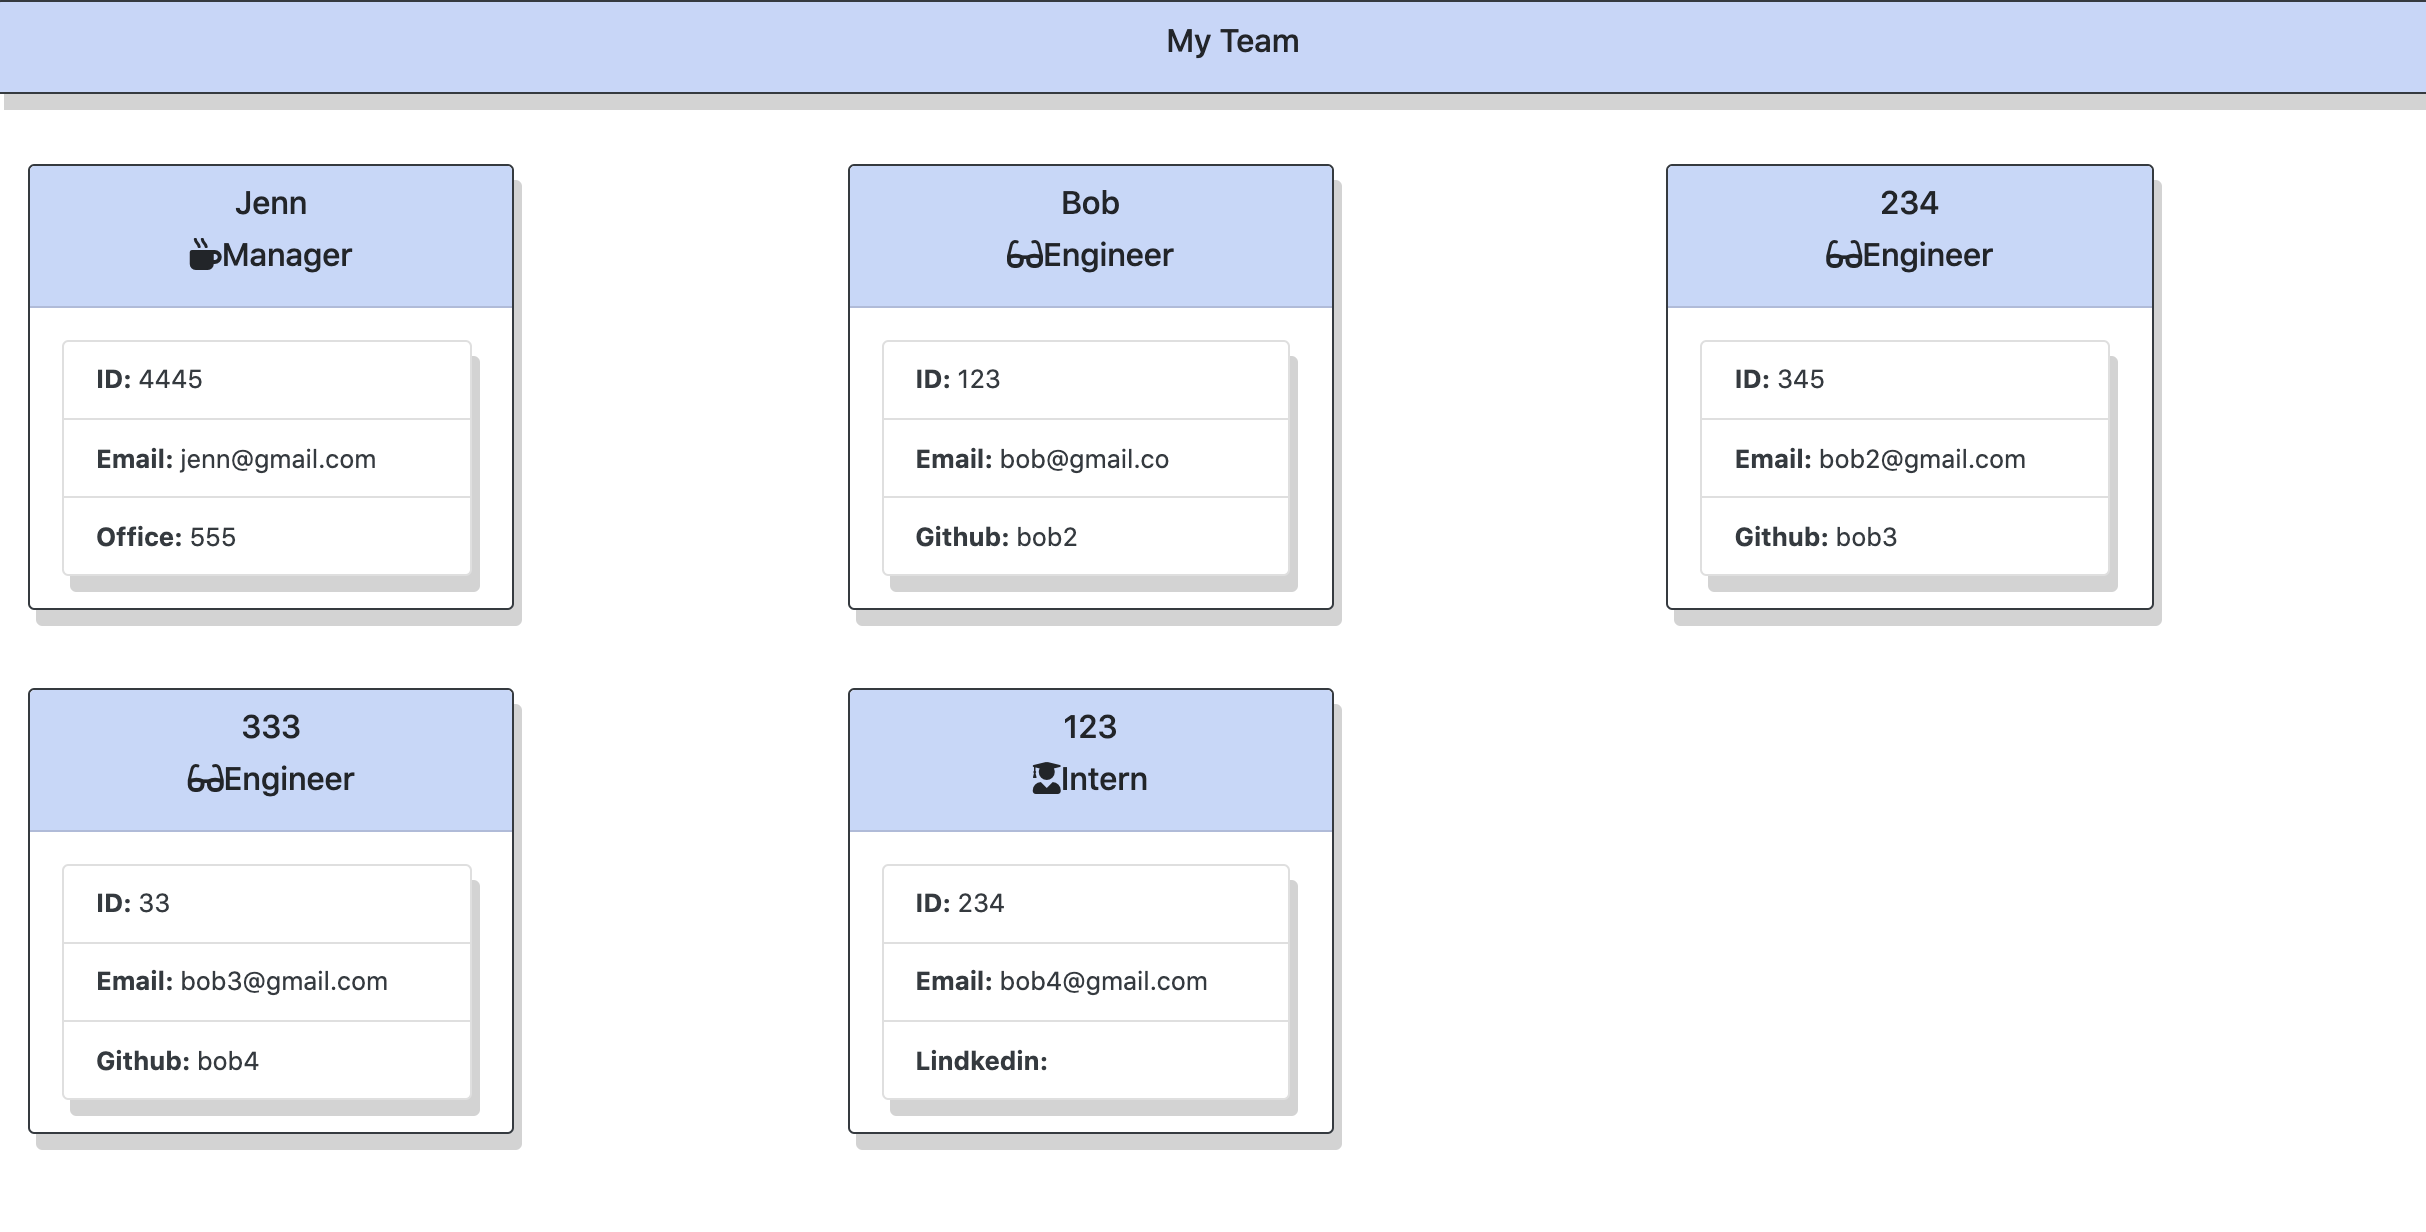 My Team
Jenn
Manager
ID: 4445
Email: jenn@gmail.com
Office: 555
Bob
Engineer
ID: 123
Email: bob@gmail.co
Github: bob2
234
Engineer
ID: 345
Email: bob2@gmail.com
Github: bob3
333
Engineer
ID: 33
Email: bob3@gmail.com
Github: bob4
123
Intern
ID: 234
Email: bob4@gmail.com
Lindkedin: